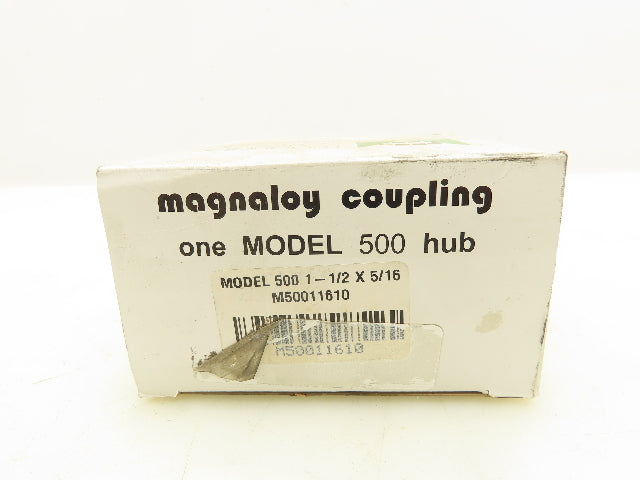 magnaloy coupling
one MODEL 500 hub
MODEL 500 1-1/2 X 5/16
M50011610
M50011610